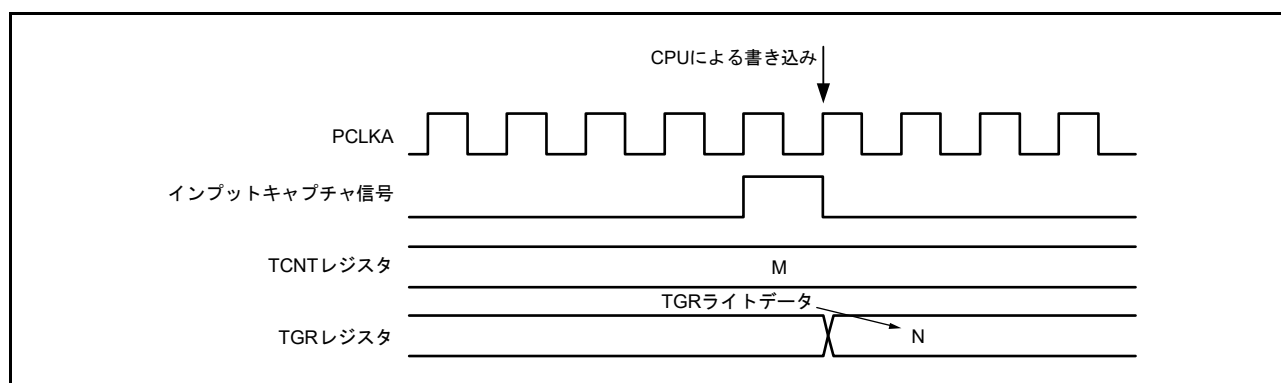 CPUによる書き込み
PCLKA
インプットキャプチャ信号
TCNTレジスタ
M
TGRライトデータ
TGRレジスタ
N